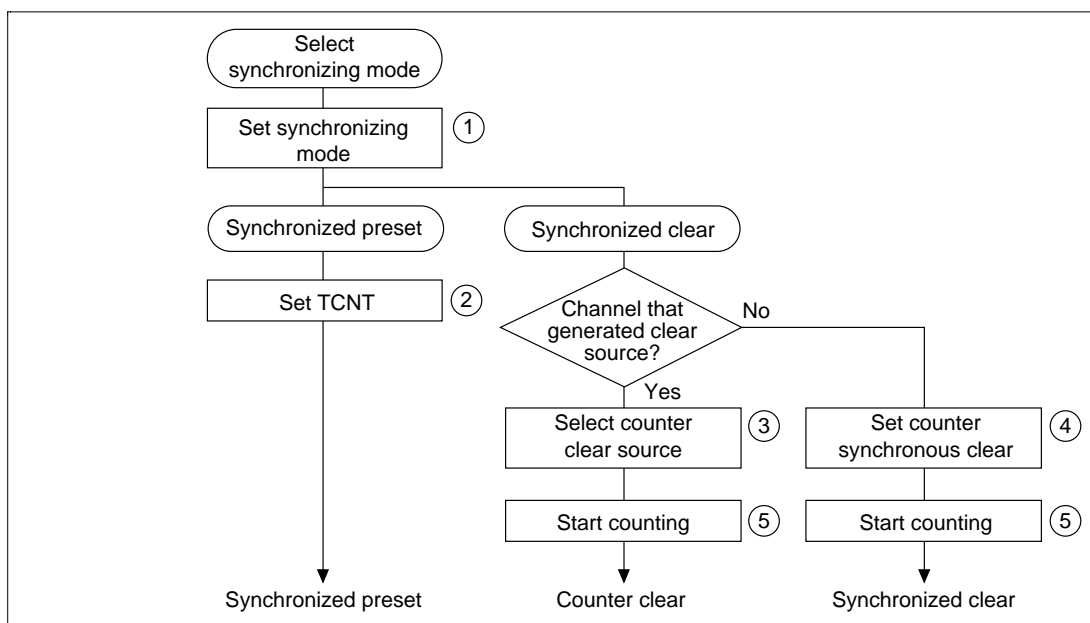 Select
synchronizing mode
Set synchronizing
mode
1
Synchronized preset
Synchronized clear
Set TCNT
2
Channel that
generated clear
source?
No
Yes
Select counter
clear source
3
Set counter
synchronous clear
4
Start counting
5
Start counting
5
Synchronized preset
Counter clear
Synchronized clear